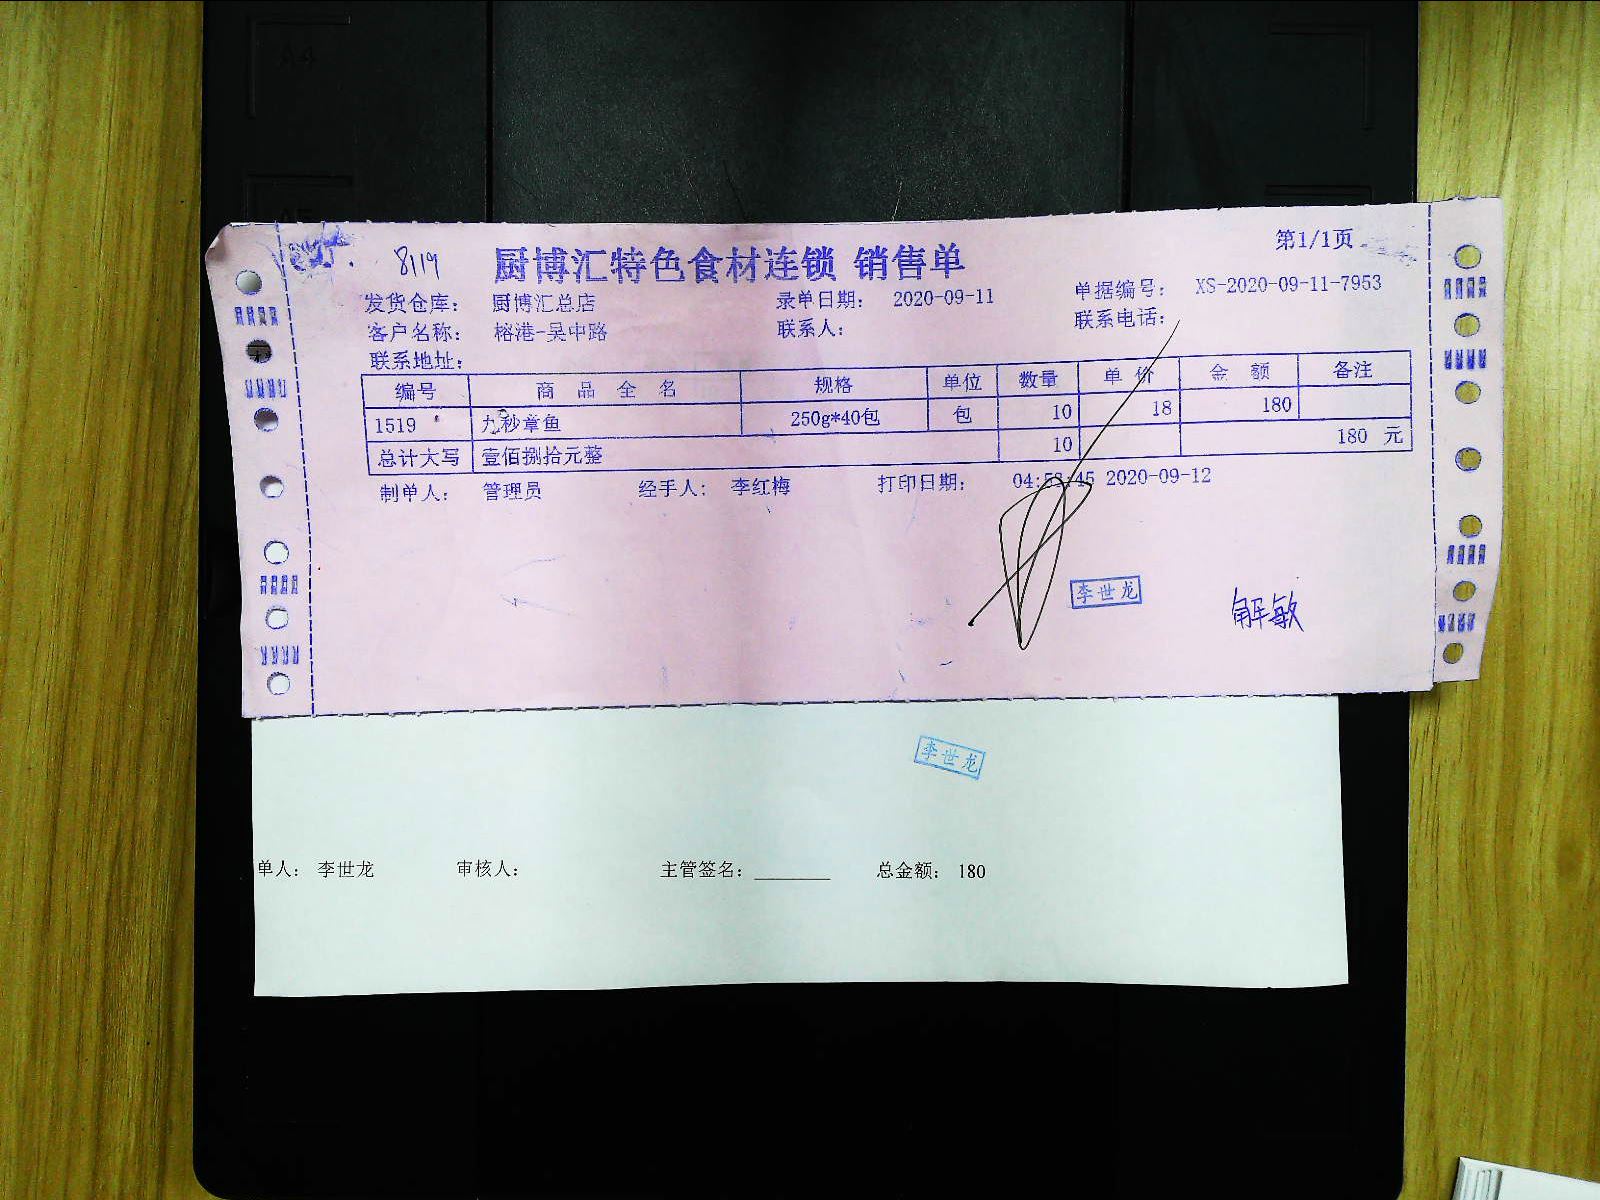 第1/1页
8119
厨博汇特色食材连锁 销售单
发货仓库： 厨博汇总店 录单日期： 2020-09-11 单据编号： XS-2020-09-11-7953
客户名称： 榕港-吴中路 联系人： 联系电话：
联系地址：
编号 商 品 全 名 规格 单位 数量 单 价 金 额 备注
1519 九秒章鱼 250g*40包 包 10 18 180
总计大写 壹佰捌拾元整 10 180 元
制单人： 管理员 经手人： 李红梅 打印日期： 04:53:45 2020-09-12
李世龙
解敏
李世龙
单人： 李世龙 审核人： 主管签名：________ 总金额： 180